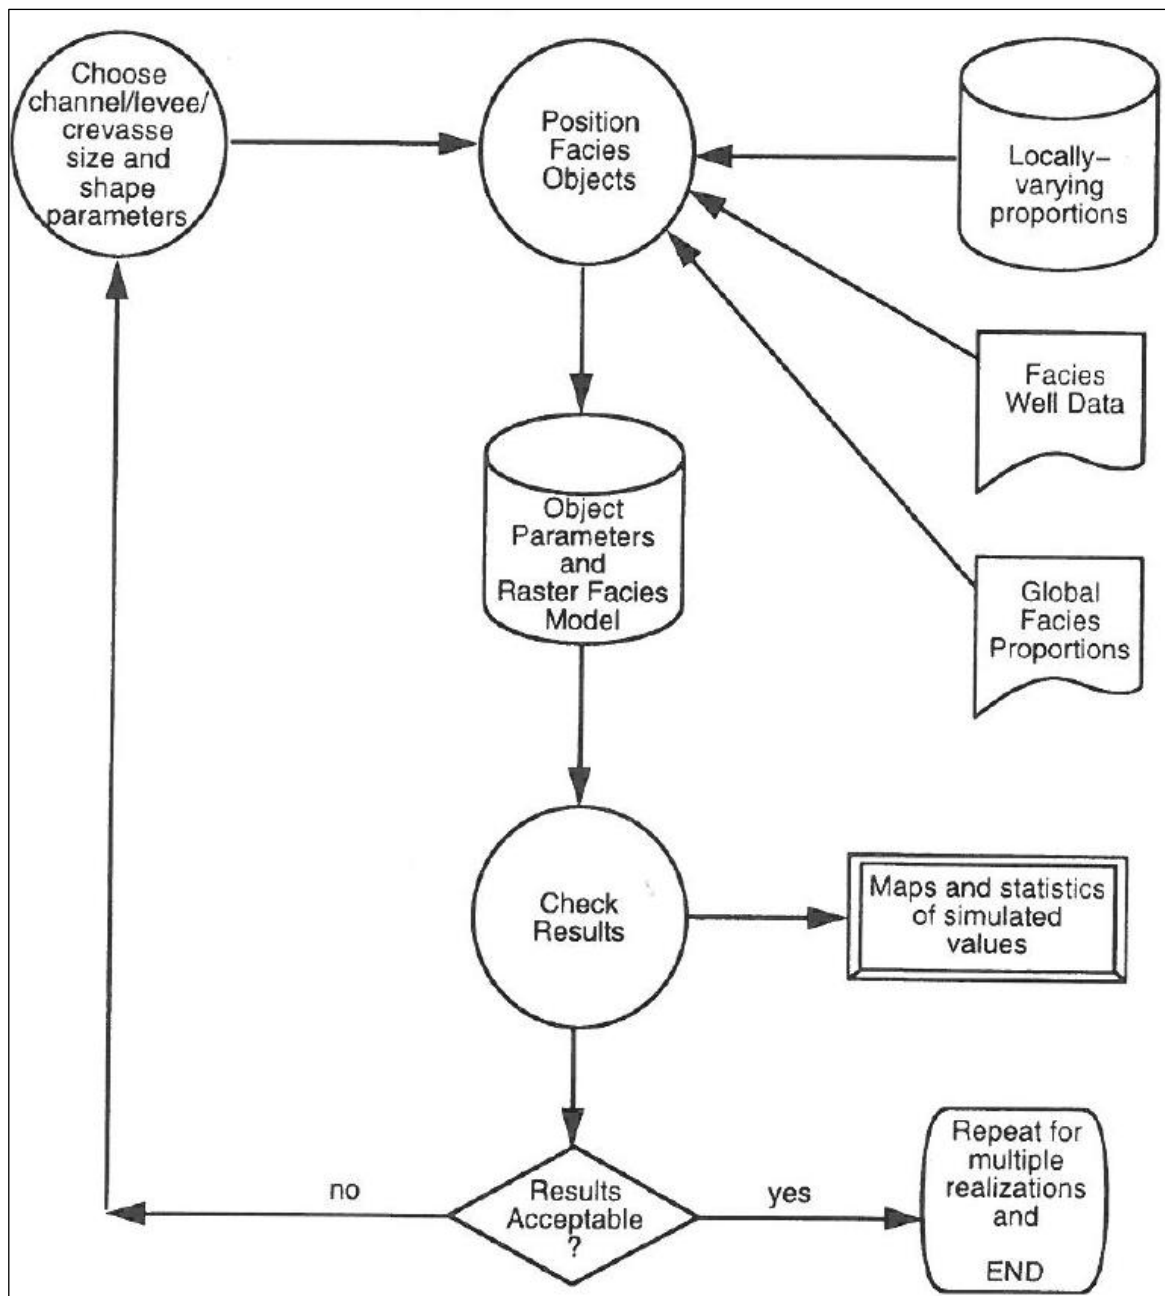 Choose
channel/levee/
crevasse
size and
shape
parameters
Position
Facies
Objects
Locally–
varying
proportions
Facies
Well Data
Object
Parameters
and
Raster Facies
Model
Global
Facies
Proportions
Check
Results
Maps and statistics
of simulated
values
no
Results
Acceptable
?
yes
Repeat for
multiple
realizations
and
END